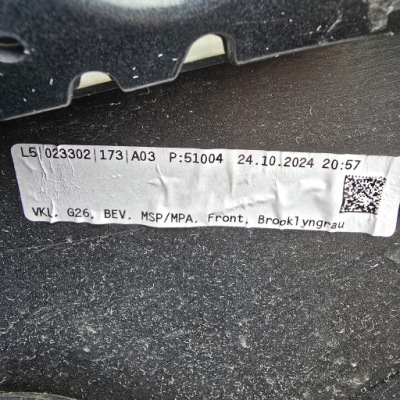 L5|023302|173|A03 P:51004 24.10.2024 20:57
VKL, G26, BEV, MSP/MPA, Front, Brooklyngrau